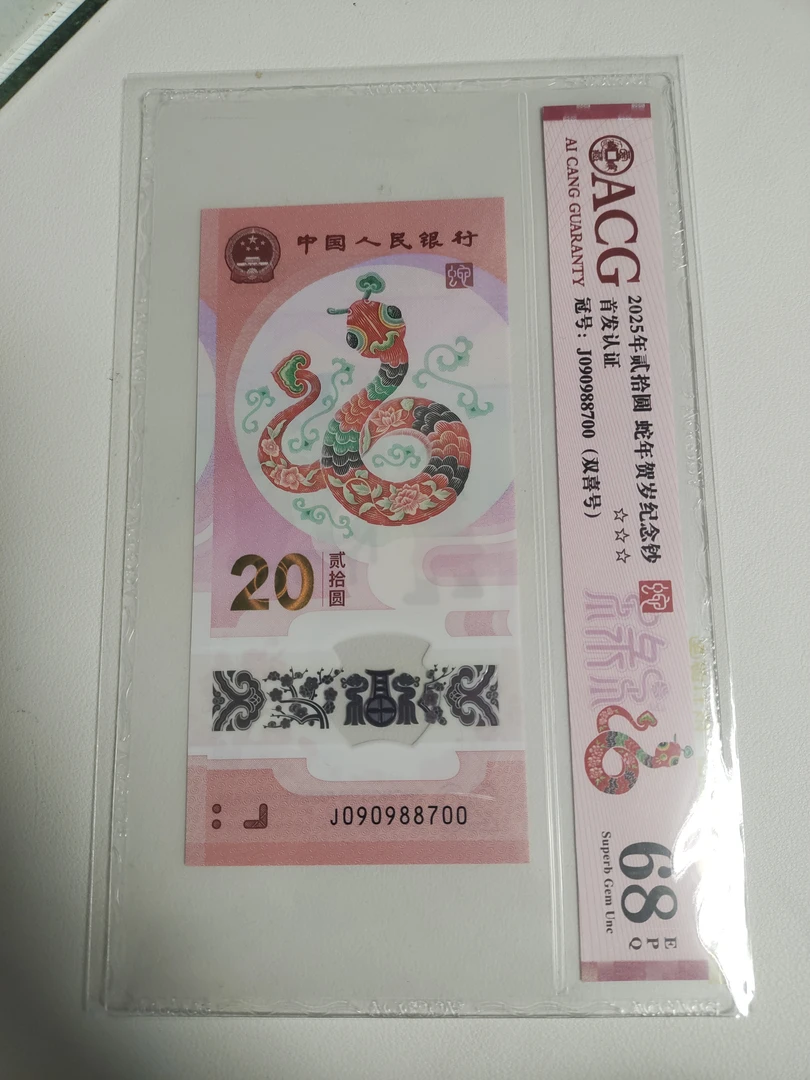 中国人民银行
20
贰拾圆
J090988700
ACG
AI CANG GUARANTY
2025年贰拾圆 蛇年贺岁纪念钞
首发认证 ☆☆☆
冠号：J090988700（双喜号）
68
EPQ
Superb Gem Unc